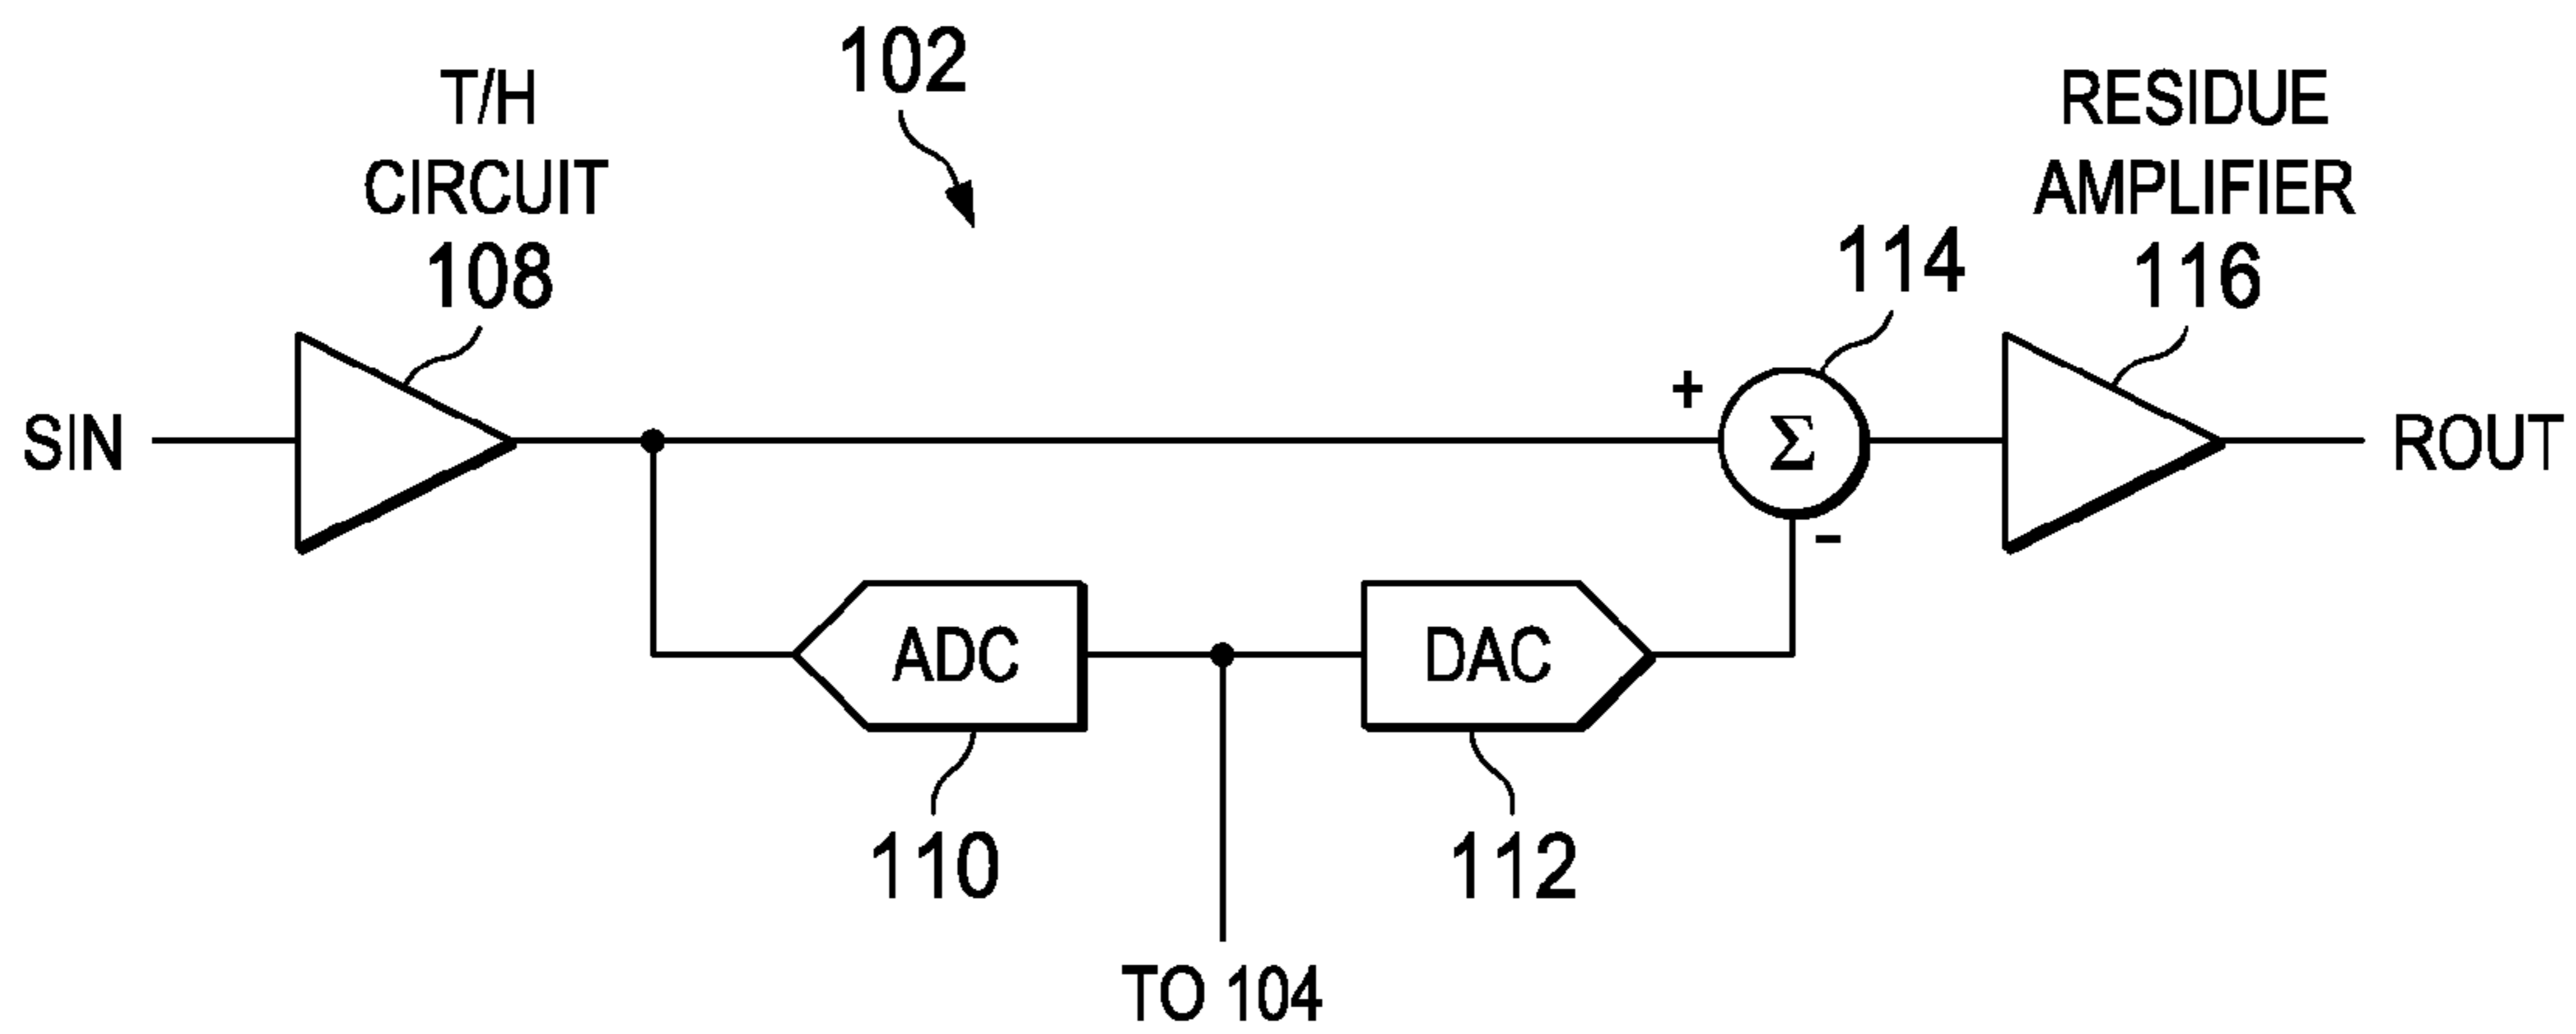 102
T/H
CIRCUIT
108
RESIDUE
AMPLIFIER
116
114
+
SIN
Σ
ROUT
-
ADC
DAC
110
112
TO 104